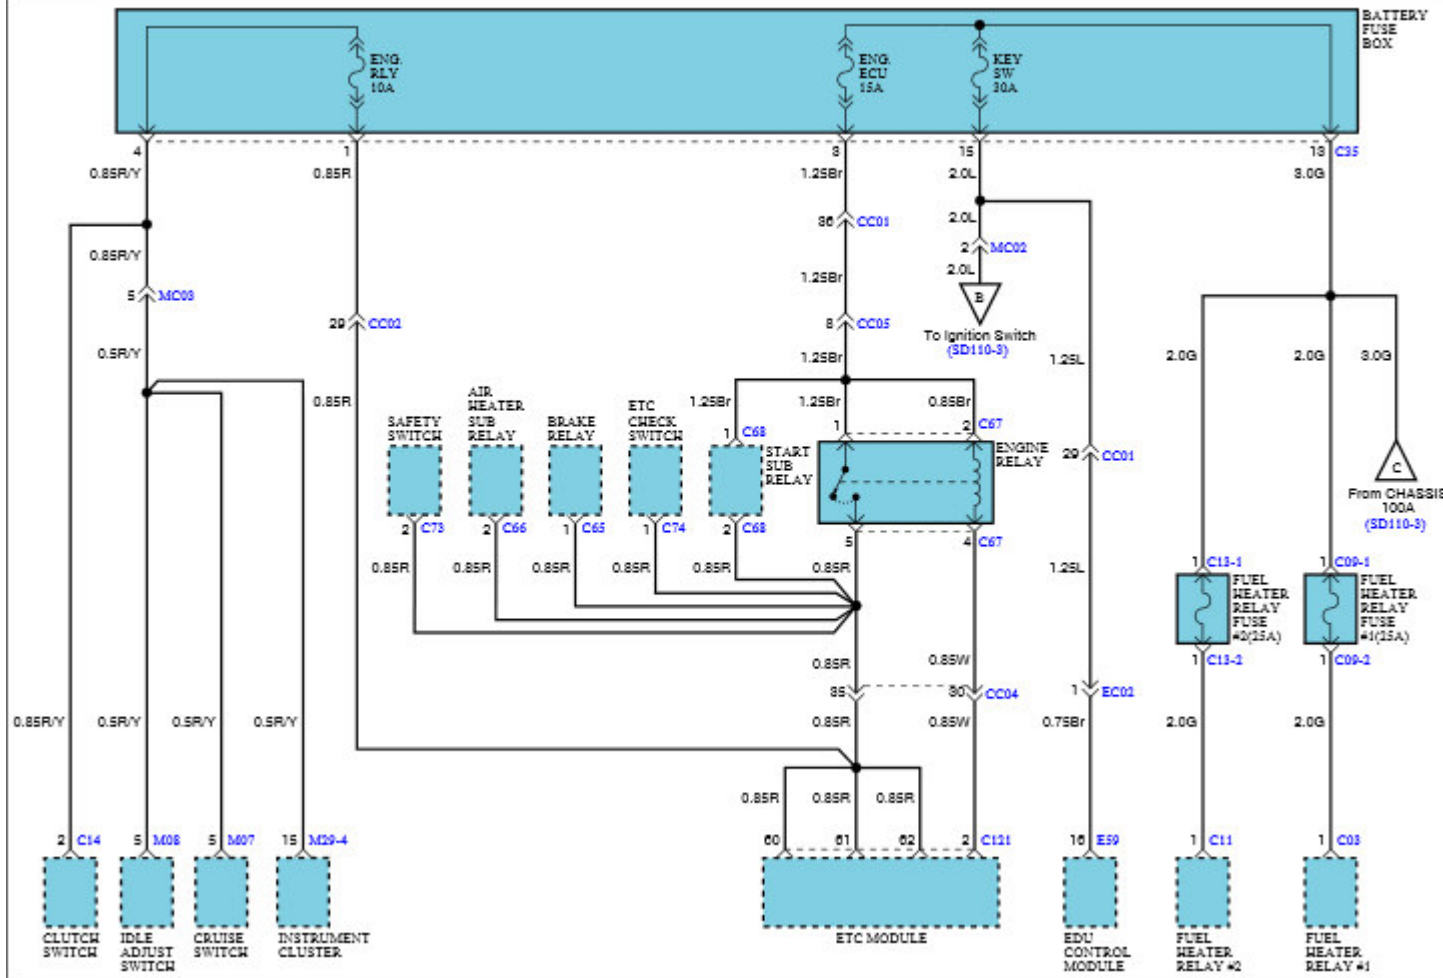 BATTERY
FUSE
BOX
ENG.
RLY
10A
ENG.
ECU
15A
KEY
SW
30A
4
1
3
15
13 C35
0.85R/Y
0.85R
1.25Br
2.0L
3.0G
36 CC01
2.0L
0.85R/Y
2 MC02
1.25Br
2.0L
5 MC03
B
29 CC02
8 CC05
To Ignition Switch
(SD110-3)
0.5R/Y
1.25Br
1.25L
2.0G
2.0G
3.0G
0.85R
1.25Br
1.25Br
0.85Br
SAFETY
SWITCH
AIR
HEATER
SUB
RELAY
BRAKE
RELAY
ETC
CHECK
SWITCH
1 C68
START
SUB
RELAY
1
2 C67
ENGINE
RELAY
29 CC01
C
From CHASSIS
100A
(SD110-3)
2 C73
2 C66
1 C65
1 C74
2 C68
5
4 C67
0.85R
0.85R
0.85R
0.85R
0.85R
0.85R
1.25L
1 C13-1
1 C09-1
FUEL
HEATER
RELAY
FUSE
#2(25A)
FUEL
HEATER
RELAY
FUSE
#1(25A)
1 C13-2
1 C09-2
0.85R
0.85W
35
30 CC04
1 EC02
0.85R/Y
0.5R/Y
0.5R/Y
0.5R/Y
0.85R
0.85W
0.75Br
2.0G
2.0G
0.85R
0.85R
0.85R
2 C14
5 M08
5 M07
15 M29-4
60
61
62
2 C121
16 E59
1 C11
1 C03
CLUTCH
SWITCH
IDLE
ADJUST
SWITCH
CRUISE
SWITCH
INSTRUMENT
CLUSTER
ETC MODULE
EDU
CONTROL
MODULE
FUEL
HEATER
RELAY #2
FUEL
HEATER
RELAY #1